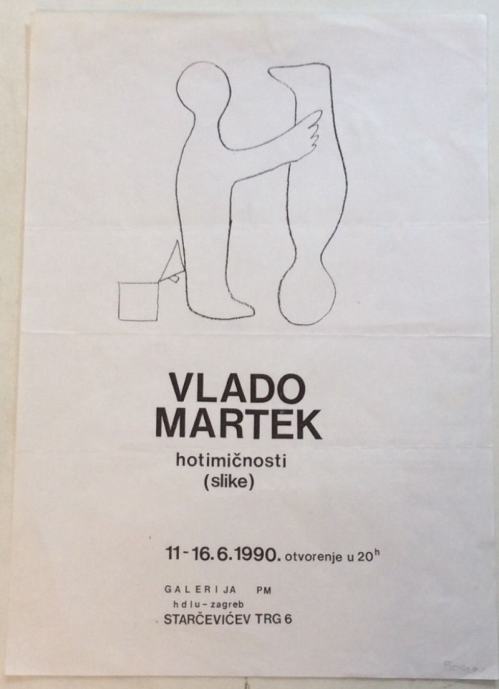 VLADO
MARTEK
hotimičnosti
(slike)
11-16.6.1990. otvorenje u 20h
GALERIJA PM
hdlu-zagreb
STARČEVIĆEV TRG 6